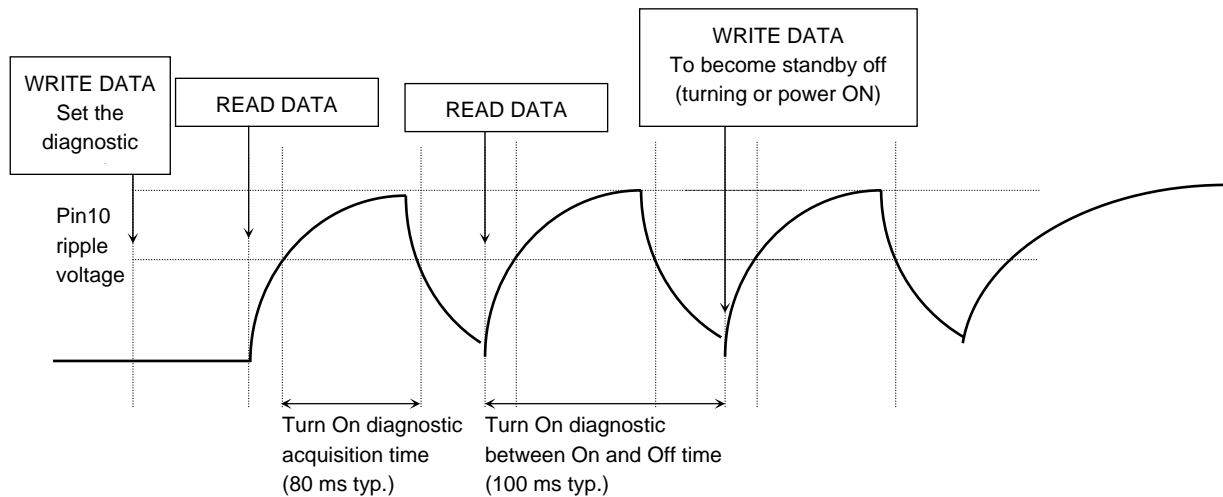 WRITE DATA
Set the
diagnostic
READ DATA
READ DATA
WRITE DATA
To become standby off
(turning or power ON)
Pin10
ripple
voltage
Turn On diagnostic
acquisition time
(80 ms typ.)
Turn On diagnostic
between On and Off time
(100 ms typ.)